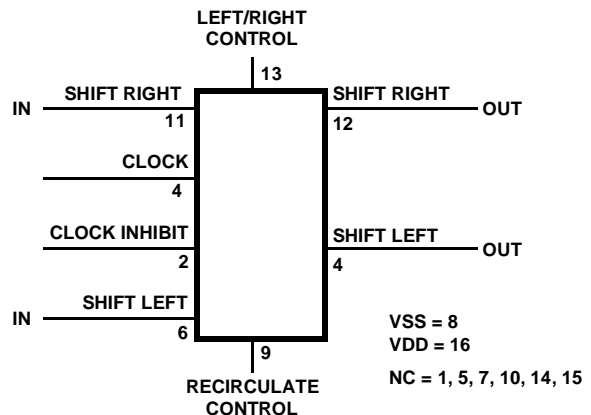 LEFT/RIGHT
CONTROL
13
SHIFT RIGHT
SHIFT RIGHT
IN
OUT
11
12
CLOCK
4
CLOCK INHIBIT
SHIFT LEFT
OUT
2
4
SHIFT LEFT
IN
6
VSS = 8
VDD = 16
9
NC = 1, 5, 7, 10, 14, 15
RECIRCULATE
CONTROL